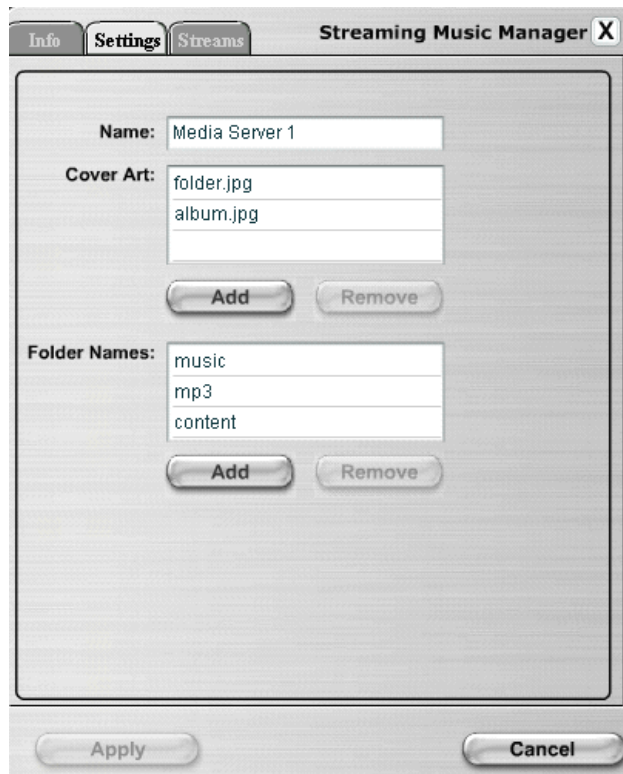 Info Settings Streams Streaming Music Manager X
Name: Media Server 1
Cover Art: folder.jpg
album.jpg
Add Remove
Folder Names: music
mp3
content
Add Remove
Apply Cancel